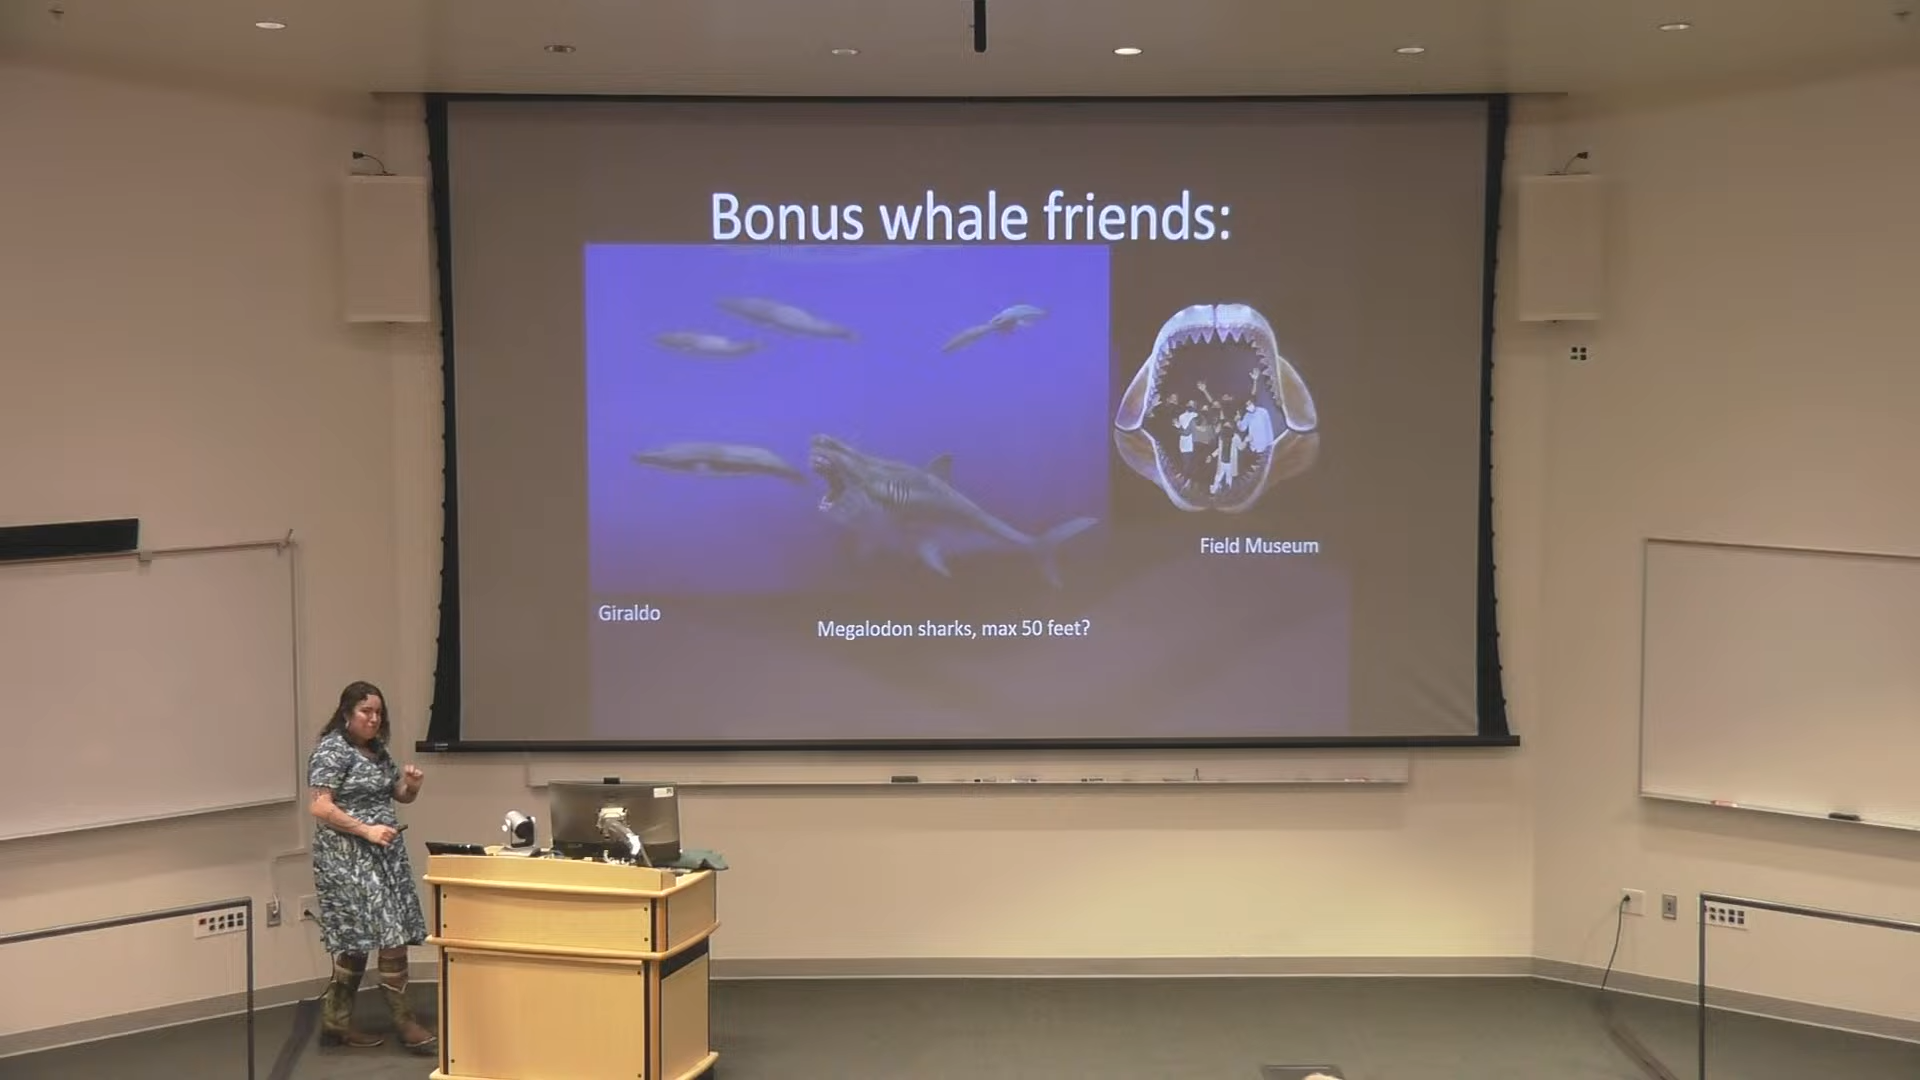 Bonus whale friends:
Field Museum
Giraldo
Megalodon sharks, max 50 feet?